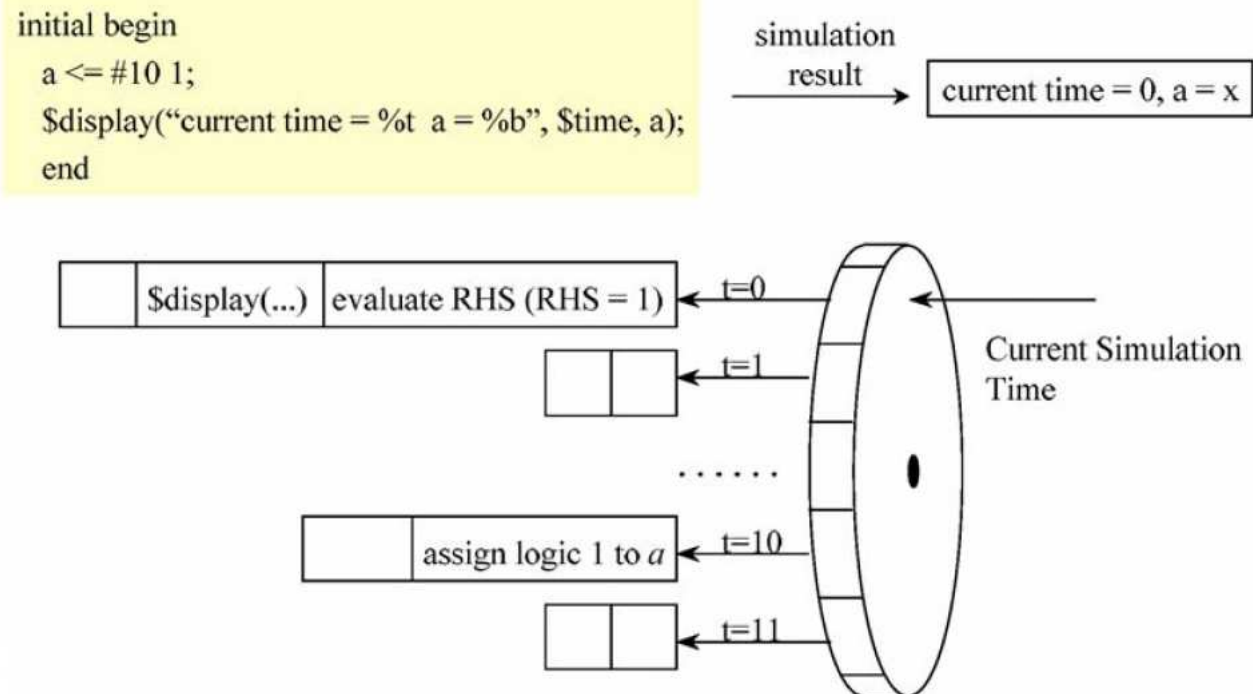 initial begin
a <= #10 1;
$display(“current time = %t  a = %b”, $time, a);
end
simulation
result
current time = 0, a = x
$display(...)
evaluate RHS (RHS = 1)
t=0
t=1
Current Simulation
Time
......
assign logic 1 to a
t=10
t=11